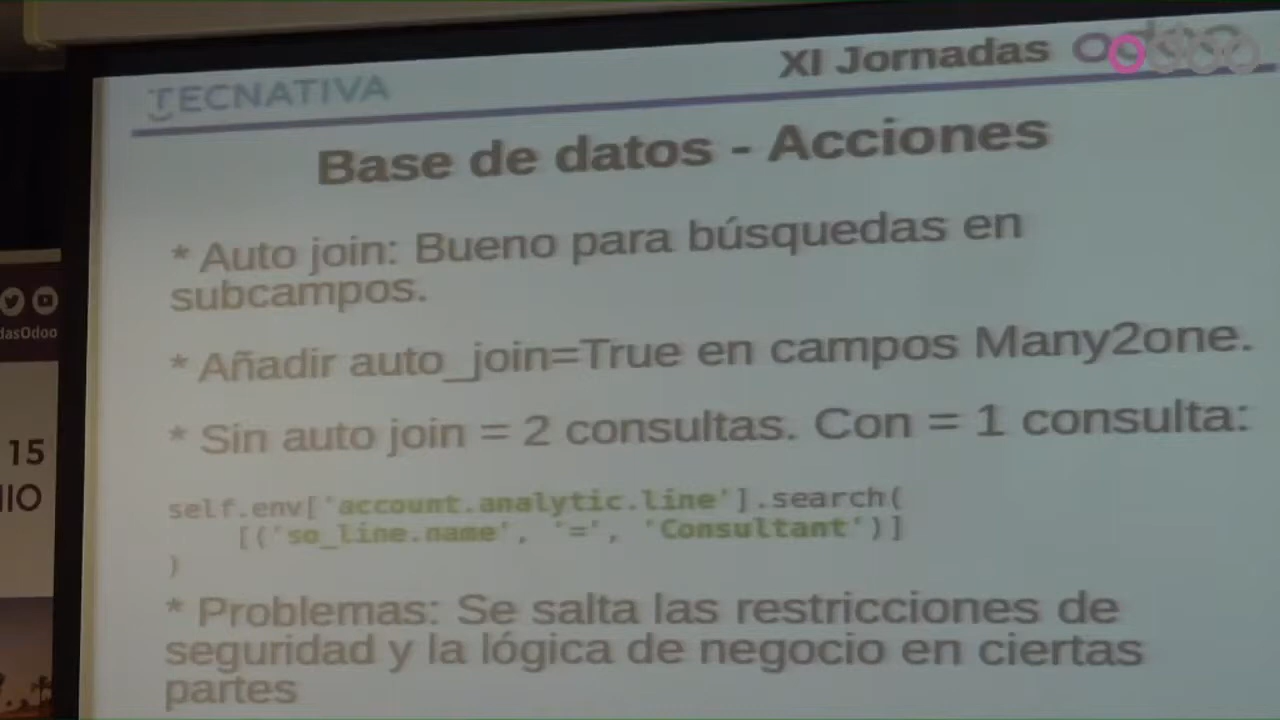 TECNATIVA
XI Jornadas odoo
Base de datos - Acciones
* Auto join: Bueno para búsquedas en
subcampos.
* Añadir auto_join=True en campos Many2one.
* Sin auto join = 2 consultas. Con = 1 consulta:
self.env['account.analytic.line'].search(
[('so_line.name', '=', 'Consultant')]
)
* Problemas: Se salta las restricciones de
seguridad y la lógica de negocio en ciertas
partes
dasOdoo
15
IIO